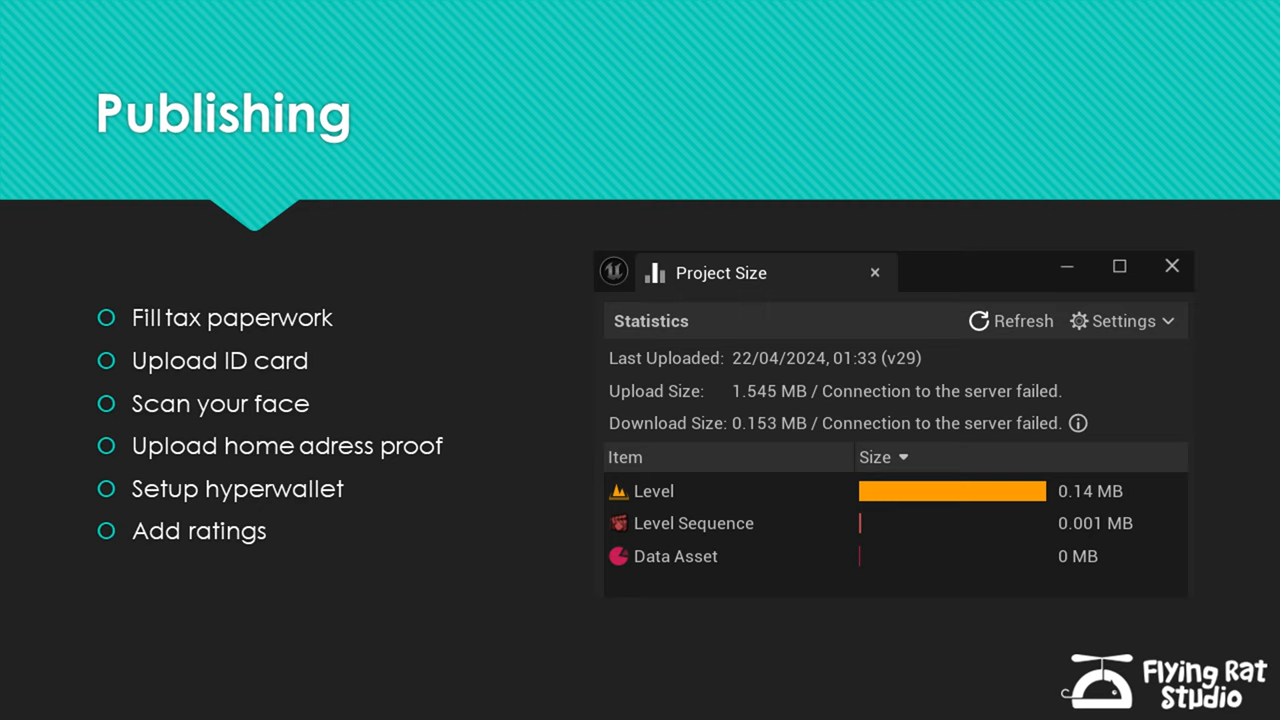 Publishing
Fill tax paperwork
Upload ID card
Scan your face
Upload home adress proof
Setup hyperwallet
Add ratings
Project Size
Statistics Refresh Settings
Last Uploaded: 22/04/2024, 01:33 (v29)
Upload Size: 1.545 MB / Connection to the server failed.
Download Size: 0.153 MB / Connection to the server failed.
Item Size
Level 0.14 MB
Level Sequence 0.001 MB
Data Asset 0 MB
Flying Rat
Studio